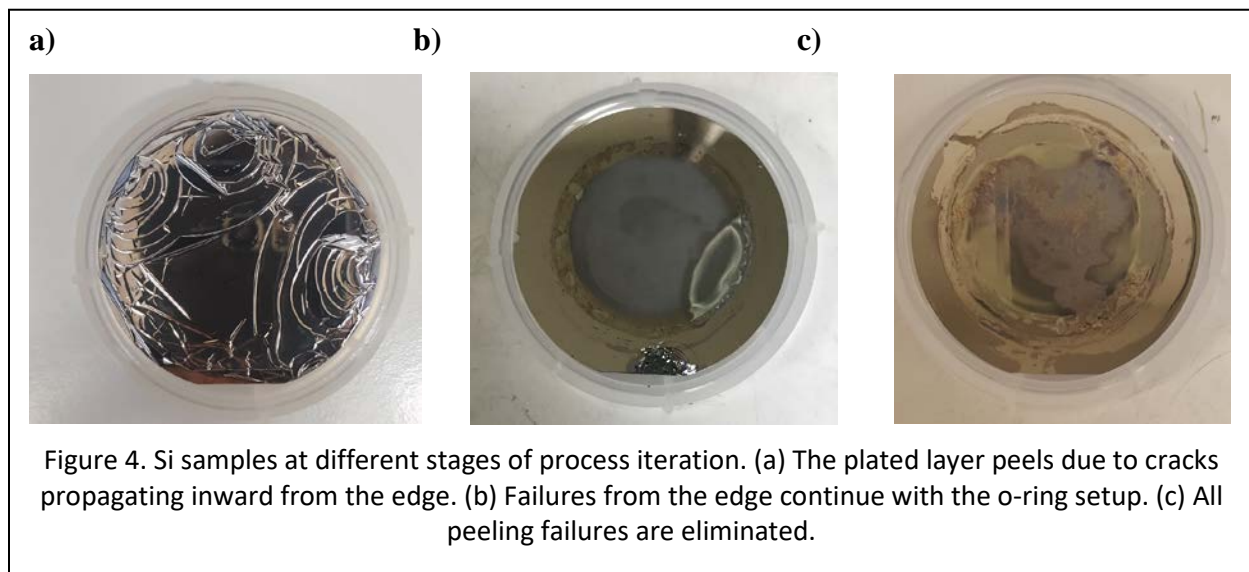 a) b) c)
Figure 4. Si samples at different stages of process iteration. (a) The plated layer peels due to cracks
propagating inward from the edge. (b) Failures from the edge continue with the o-ring setup. (c) All
peeling failures are eliminated.